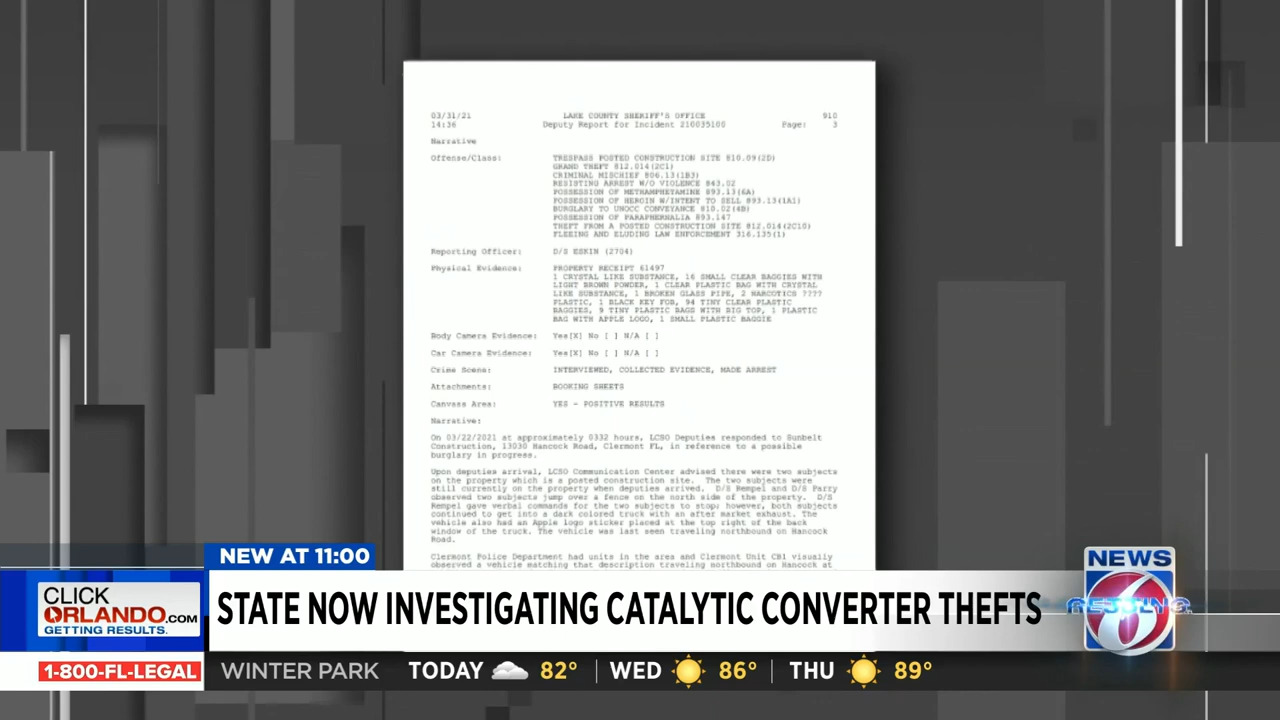 03/31/21 LAKE COUNTY SHERIFF'S OFFICE 910
14:36 Deputy Report for Incident 210035100 Page: 3
Narrative
Offense/Class: TRESPASS POSTED CONSTRUCTION SITE 810.09(2D)
GRAND THEFT 812.014(2C1)
CRIMINAL MISCHIEF 806.13(1B3)
RESISTING ARREST W/O VIOLENCE 843.02
POSSESSION OF METHAMPHETAMINE 893.13(6A)
POSSESSION OF HEROIN W/INTENT TO SELL 893.13(1A1)
BURGLARY TO UNOCC CONVEYANCE 810.02(4B)
POSSESSION OF PARAPHERNALIA 893.147
THEFT FROM A POSTED CONSTRUCTION SITE 812.014(2C10)
FLEEING AND ELUDING LAW ENFORCEMENT 316.135(1)
Reporting Officer: D/S ESKIN (2704)
Physical Evidence: PROPERTY RECEIPT 61497
1 CRYSTAL LIKE SUBSTANCE, 16 SMALL CLEAR BAGGIES WITH
LIGHT BROWN POWDER, 1 CLEAR PLASTIC BAG WITH CRYSTAL
LIKE SUBSTANCE, 1 BROKEN GLASS PIPE, 2 NARCOTICS ????
PLASTIC, 1 BLACK KEY FOB, 94 TINY CLEAR PLASTIC
BAGGIES, 9 TINY PLASTIC BAGS WITH BIG TOP, 1 PLASTIC
BAG WITH APPLE LOGO, 1 SMALL PLASTIC BAGGIE
Body Camera Evidence: Yes[X] No [ ] N/A [ ]
Car Camera Evidence: Yes[X] No [ ] N/A [ ]
Crime Scene: INTERVIEWED, COLLECTED EVIDENCE, MADE ARREST
Attachments: BOOKING SHEETS
Canvass Area: YES - POSITIVE RESULTS
Narrative:
On 03/22/2021 at approximately 0332 hours, LCSO Deputies responded to Sunbelt
Construction, 13030 Hancock Road, Clermont FL, in reference to a possible
burglary in progress.
Upon deputies arrival, LCSO Communication Center advised there were two subjects
on the property which is a posted construction site. The two subjects were
still currently on the property when deputies arrived. D/S Rempel and D/S Parry
observed two subjects jump over a fence on the north side of the property. D/S
Rempel gave verbal commands for the two subjects to stop; however, both subjects
continued to get into a dark colored truck with an after market exhaust. The
vehicle also had an Apple logo sticker placed at the top right of the back
window of the truck. The vehicle was last seen traveling northbound on Hancock
Road.
Clermont Police Department had units in the area and Clermont Unit CB1 visually
observed a vehicle matching that description traveling northbound on Hancock at
NEW AT 11:00
CLICK
ORLANDO.com
GETTING RESULTS.
STATE NOW INVESTIGATING CATALYTIC CONVERTER THEFTS
NEWS
6
1-800-FL-LEGAL WINTER PARK TODAY 82° WED 86° THU 89°